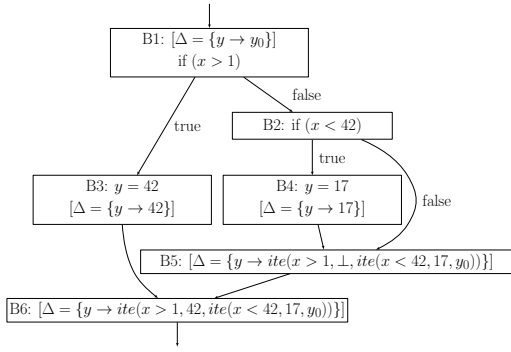 B1: [Δ = {y → y₀}]
if (x > 1)
false
B2: if (x < 42)
true
true
B3: y = 42
[Δ = {y → 42}]
B4: y = 17
[Δ = {y → 17}]
false
B5: [Δ = {y → ite(x > 1, ⊥, ite(x < 42, 17, y₀))}]
B6: [Δ = {y → ite(x > 1, 42, ite(x < 42, 17, y₀))}]